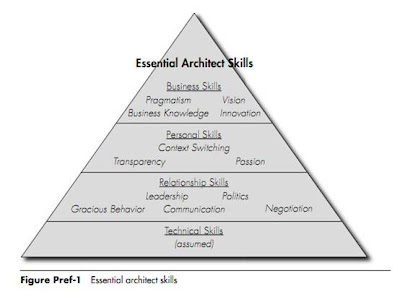 Essential Architect Skills
Business Skills
Pragmatism Vision
Business Knowledge Innovation
Personal Skills
Context Switching
Transparency Passion
Relationship Skills
Leadership Politics
Gracious Behavior Communication Negotiation
Technical Skills
(assumed)
Figure Pref-1 Essential architect skills